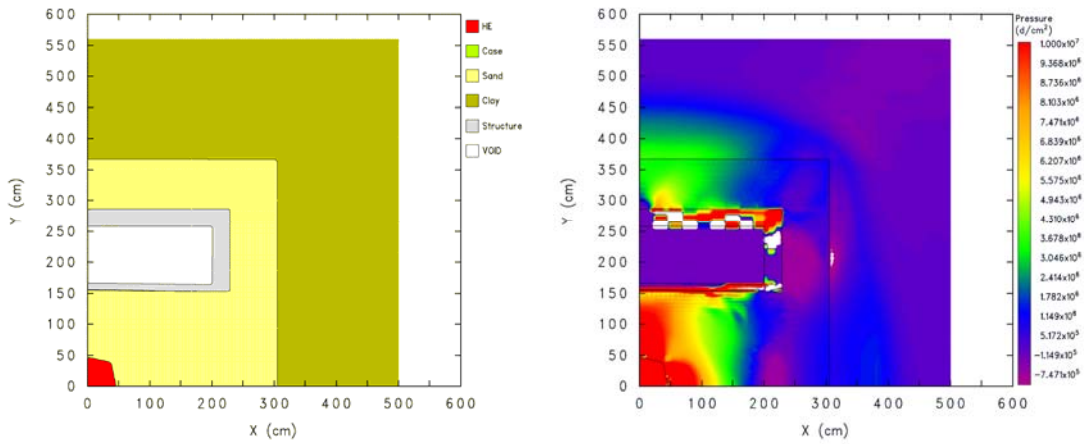 600
550
500
450
400
350
300
250
200
150
100
50
0
Y (cm)
0 100 200 300 400 500 600
X (cm)
HE
Case
Sand
Clay
Structure
VOID
600
550
500
450
400
350
300
250
200
150
100
50
0
Y (cm)
0 100 200 300 400 500 600
X (cm)
Pressure
(d/cm²)
1.000x10⁷
9.368x10⁶
8.736x10⁶
8.103x10⁶
7.471x10⁶
6.839x10⁶
6.207x10⁶
5.575x10⁶
4.943x10⁶
4.310x10⁶
3.678x10⁶
3.046x10⁶
2.414x10⁶
1.782x10⁶
1.149x10⁶
5.172x10⁵
-1.149x10⁵
-7.471x10⁵